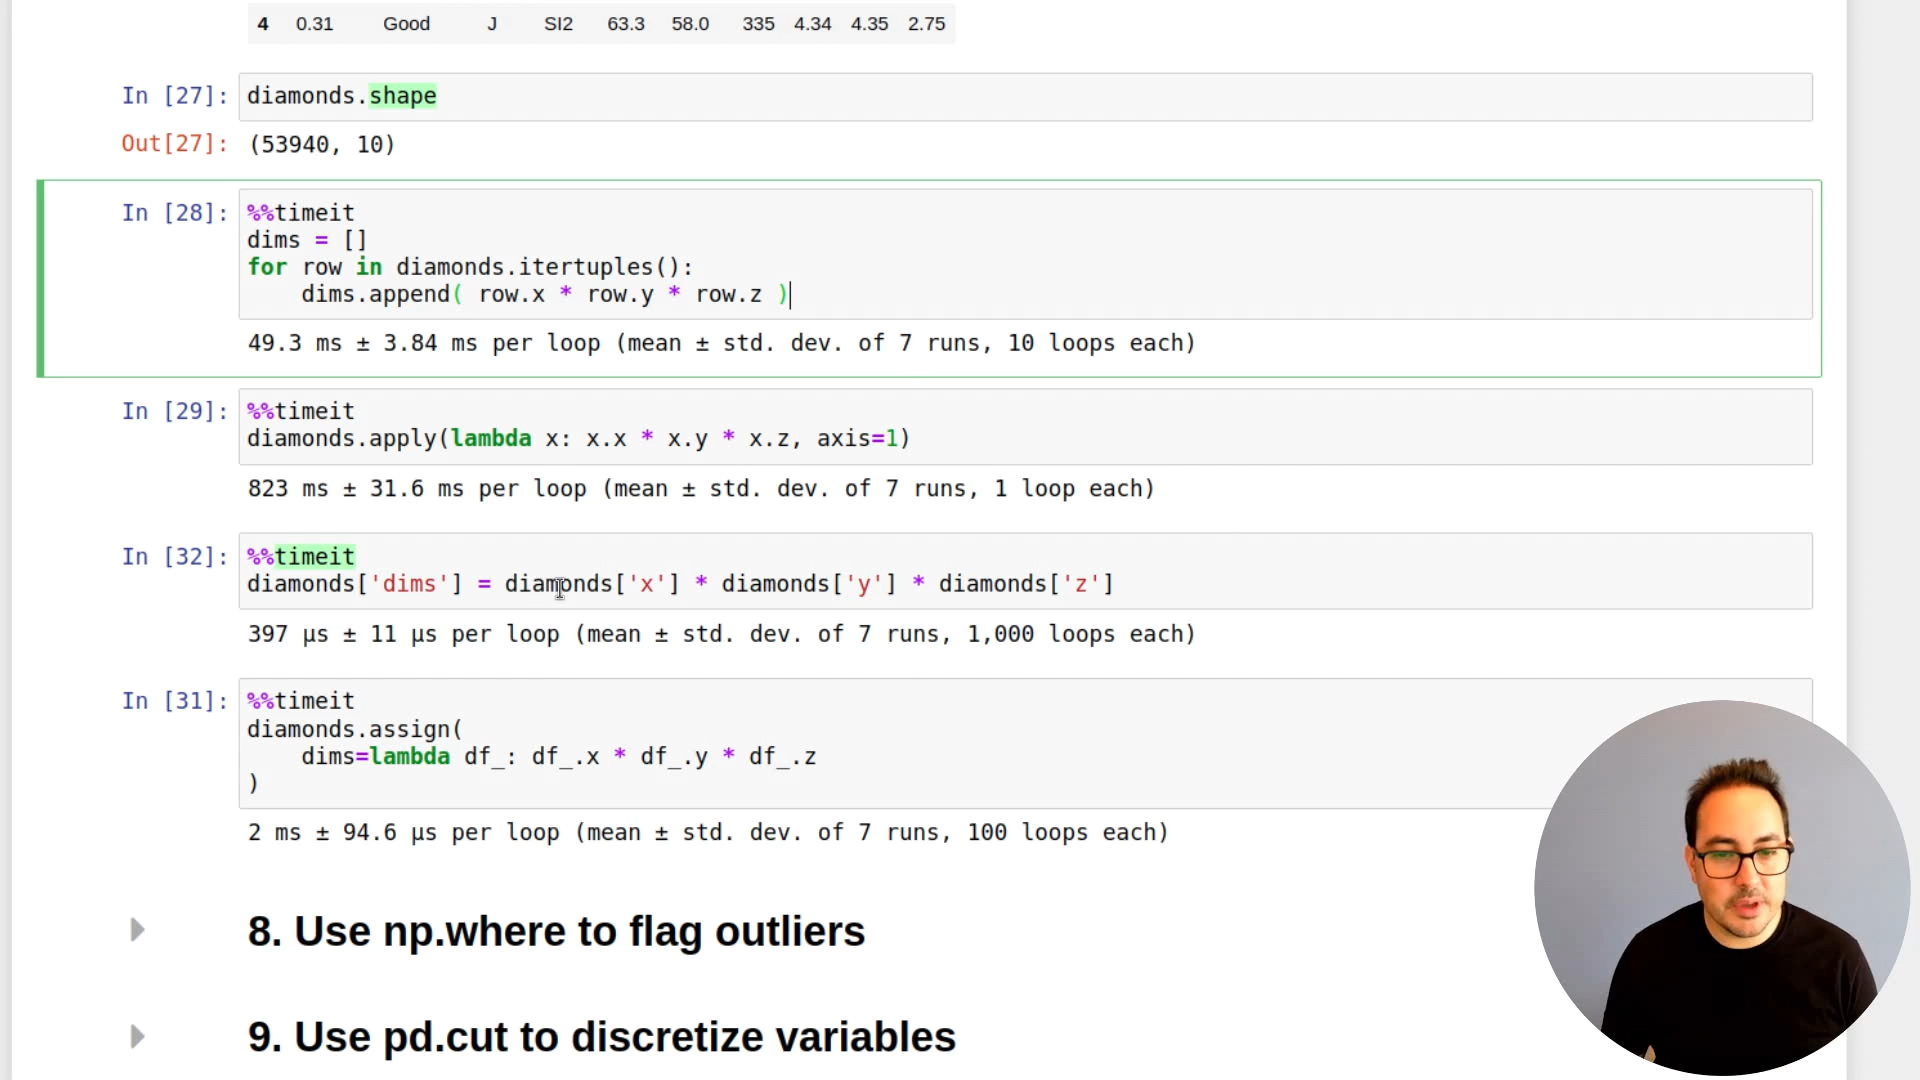 4 0.31 Good J SI2 63.3 58.0 335 4.34 4.35 2.75
In [27]: diamonds.shape
Out[27]: (53940, 10)
In [28]: %%timeit
dims = []
for row in diamonds.itertuples():
    dims.append( row.x * row.y * row.z )
49.3 ms ± 3.84 ms per loop (mean ± std. dev. of 7 runs, 10 loops each)
In [29]: %%timeit
diamonds.apply(lambda x: x.x * x.y * x.z, axis=1)
823 ms ± 31.6 ms per loop (mean ± std. dev. of 7 runs, 1 loop each)
In [32]: %%timeit
diamonds['dims'] = diamonds['x'] * diamonds['y'] * diamonds['z']
397 µs ± 11 µs per loop (mean ± std. dev. of 7 runs, 1,000 loops each)
In [31]: %%timeit
diamonds.assign(
    dims=lambda df_: df_.x * df_.y * df_.z
)
2 ms ± 94.6 µs per loop (mean ± std. dev. of 7 runs, 100 loops each)
8. Use np.where to flag outliers
9. Use pd.cut to discretize variables